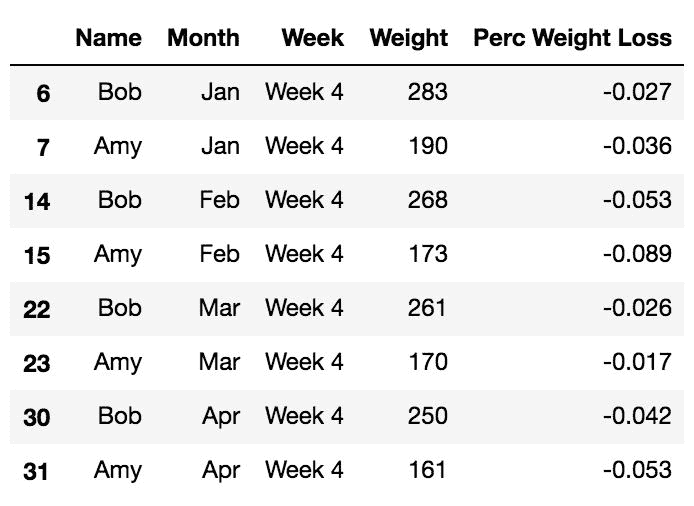 Name Month Week Weight Perc Weight Loss
6 Bob Jan Week 4 283 -0.027
7 Amy Jan Week 4 190 -0.036
14 Bob Feb Week 4 268 -0.053
15 Amy Feb Week 4 173 -0.089
22 Bob Mar Week 4 261 -0.026
23 Amy Mar Week 4 170 -0.017
30 Bob Apr Week 4 250 -0.042
31 Amy Apr Week 4 161 -0.053